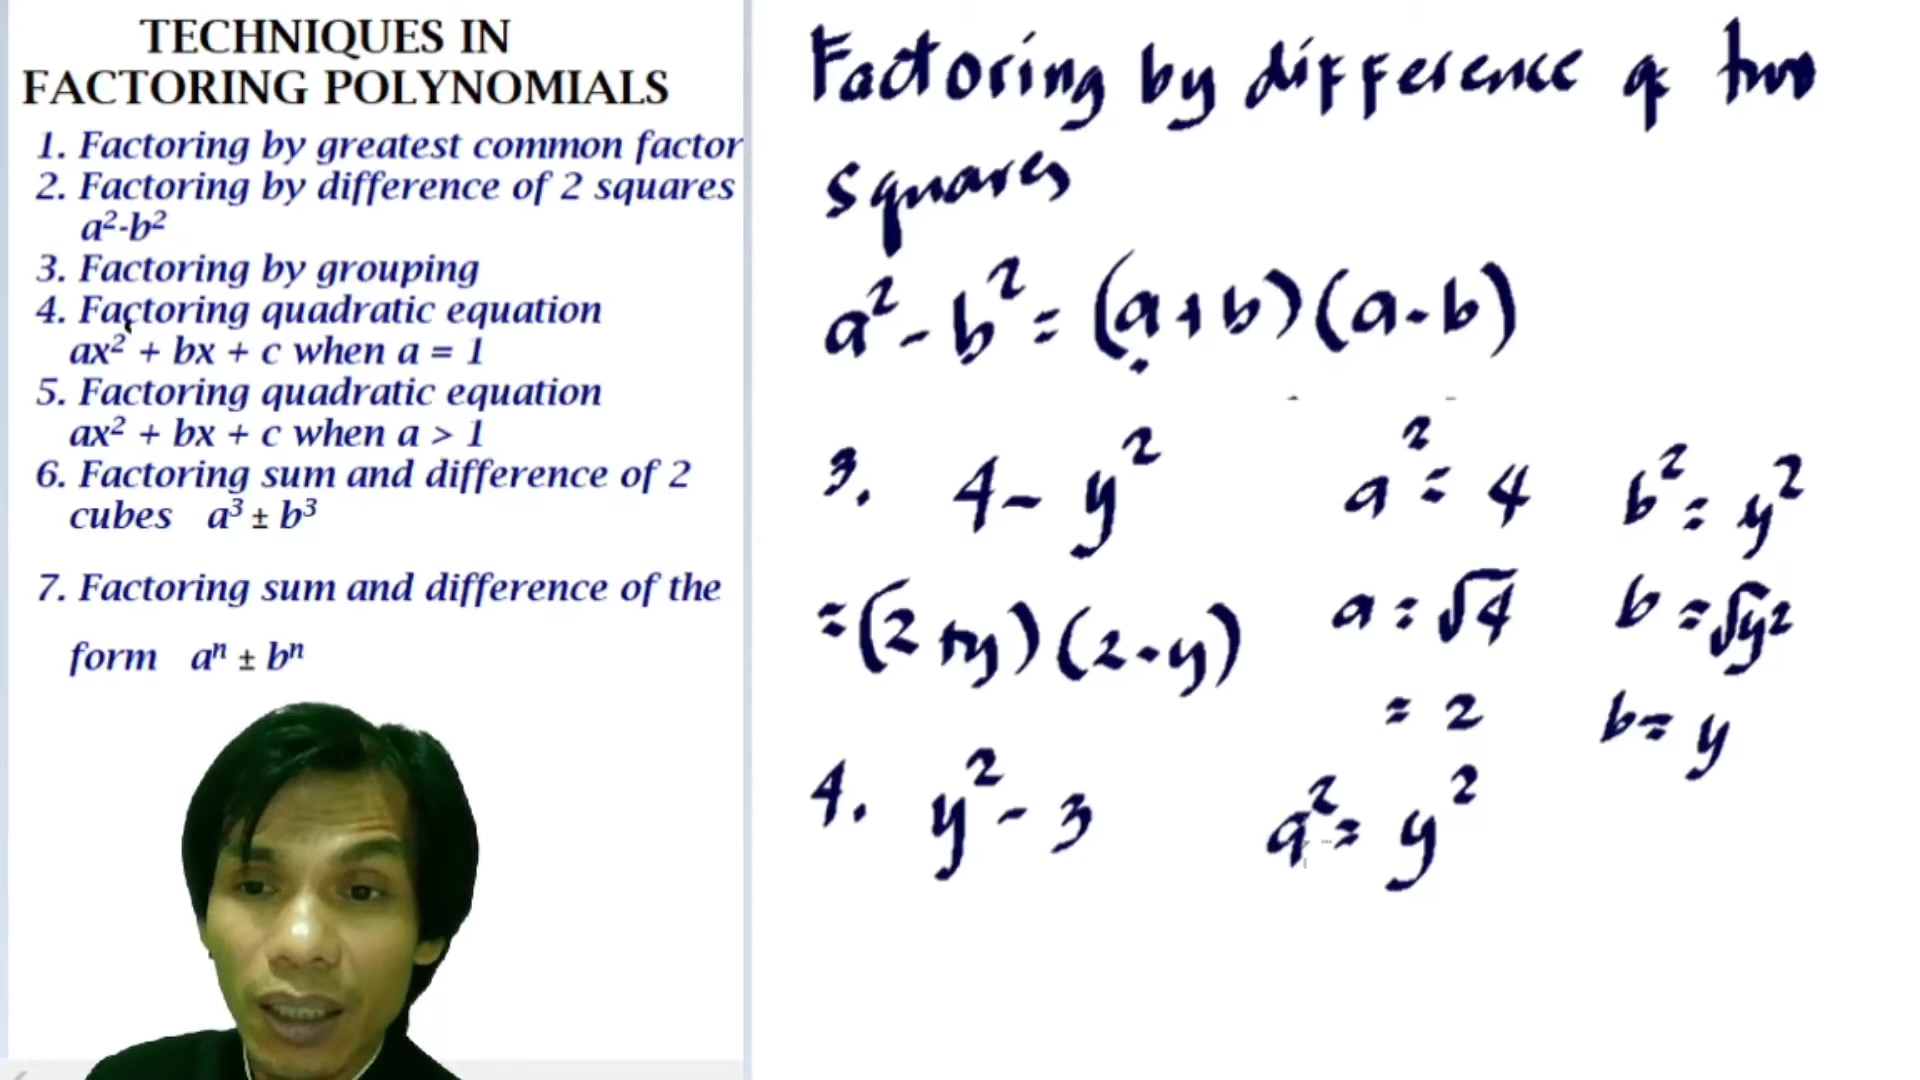 TECHNIQUES IN
FACTORING POLYNOMIALS
1. Factoring by greatest common factor
2. Factoring by difference of 2 squares
a²-b²
3. Factoring by grouping
4. Factoring quadratic equation
ax² + bx + c when a = 1
5. Factoring quadratic equation
ax² + bx + c when a > 1
6. Factoring sum and difference of 2
cubes a³ ± b³
7. Factoring sum and difference of the
form aⁿ ± bⁿ
Factoring by difference of two
squares
a² - b² = (a+b)(a-b)
3. 4 - y² a² = 4 b² = y²
= (2+y)(2-y) a = √4 b = √y²
= 2 b = y
4. y² - 3 a² = y²